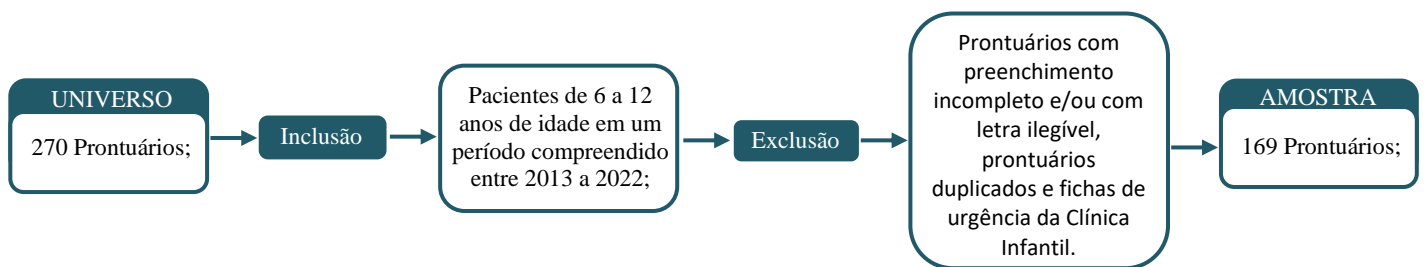 UNIVERSO
270 Prontuários;
Inclusão
Pacientes de 6 a 12
anos de idade em um
período compreendido
entre 2013 a 2022;
Exclusão
Prontuários com
preenchimento
incompleto e/ou com
letra ilegível,
prontuários
duplicados e fichas de
urgência da Clínica
Infantil.
AMOSTRA
169 Prontuários;